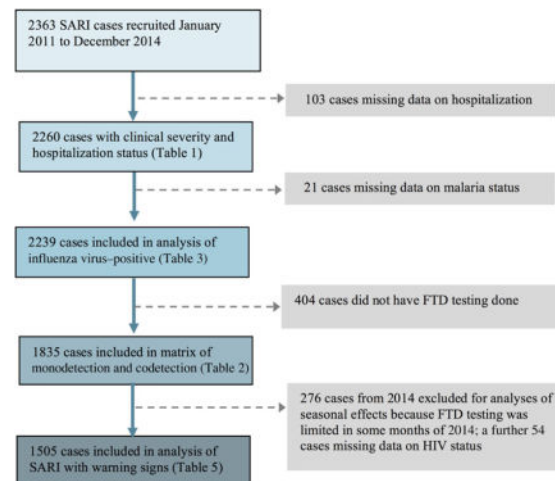 2363 SARI cases recruited January
2011 to December 2014
103 cases missing data on hospitalization
2260 cases with clinical severity and
hospitalization status (Table 1)
21 cases missing data on malaria status
2239 cases included in analysis of
influenza virus–positive (Table 3)
404 cases did not have FTD testing done
1835 cases included in matrix of
monodetection and codetection (Table 2)
276 cases from 2014 excluded for analyses of
seasonal effects because FTD testing was
limited in some months of 2014; a further 54
cases missing data on HIV status
1505 cases included in analysis of
SARI with warning signs (Table 5)